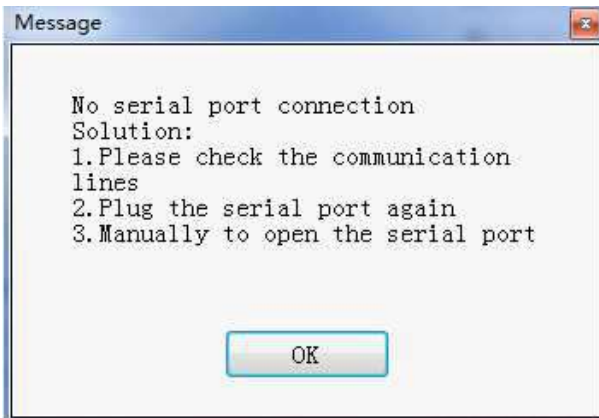 Message
No serial port connection
Solution:
1.Please check the communication
lines
2.Plug the serial port again
3.Manually to open the serial port
OK